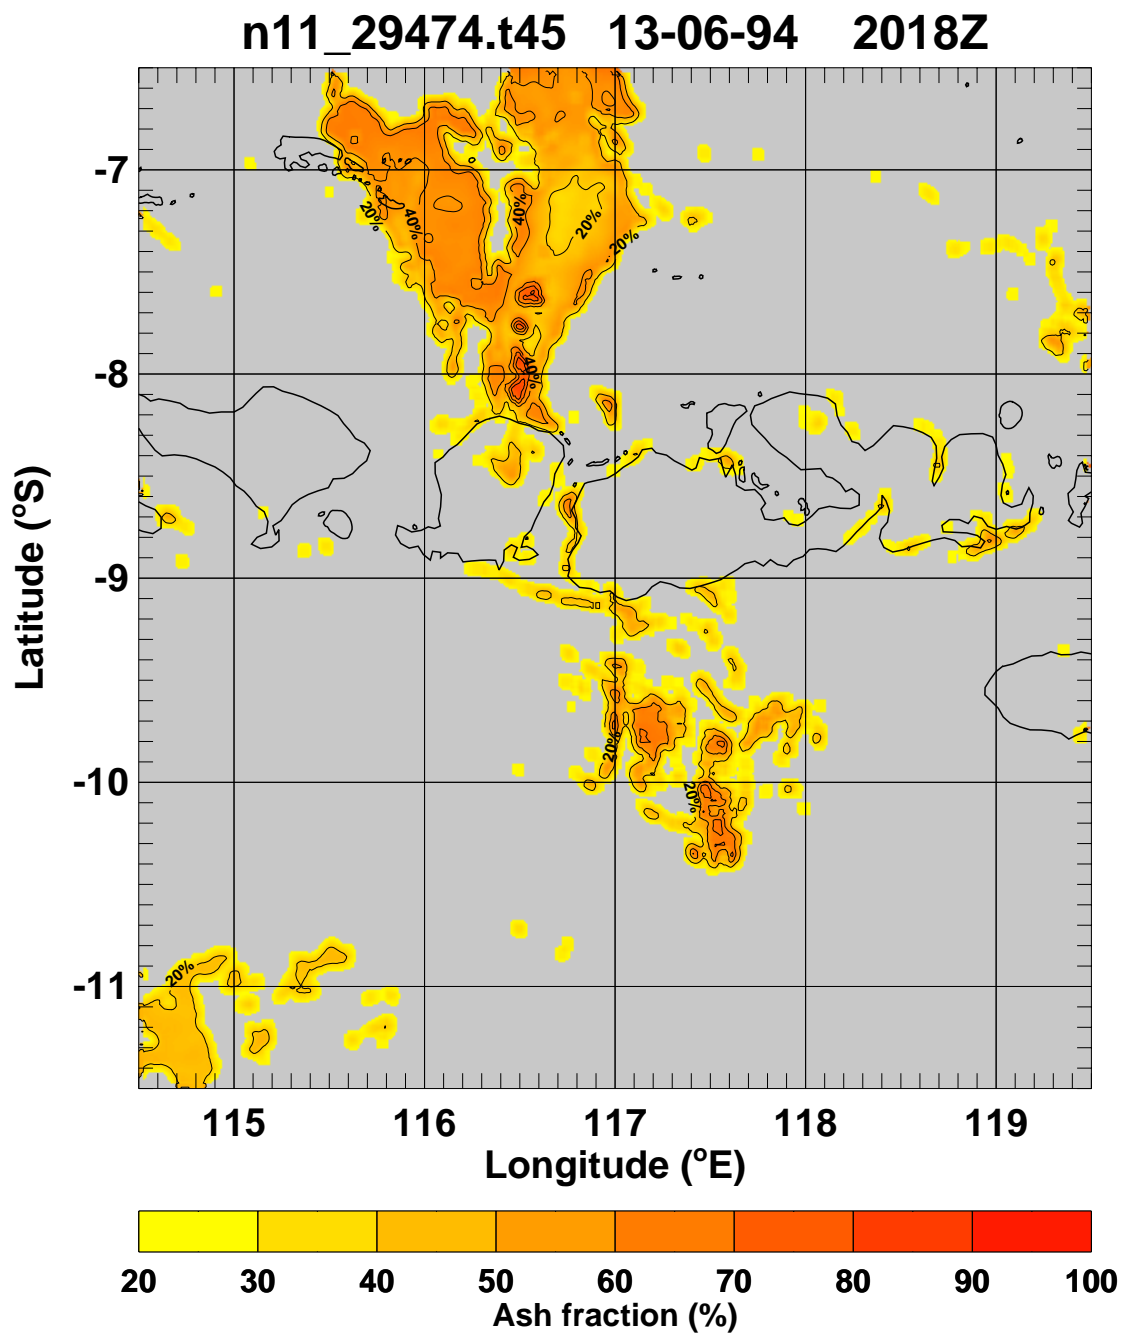 n11_29474.t45 13-06-94 2018Z
-7
20%
40%
40%
20%
20%
-8
40%
Latitude (°S)
-9
20%
-10
20%
20%
-11
115 116 117 118 119
Longitude (°E)
20 30 40 50 60 70 80 90 100
Ash fraction (%)